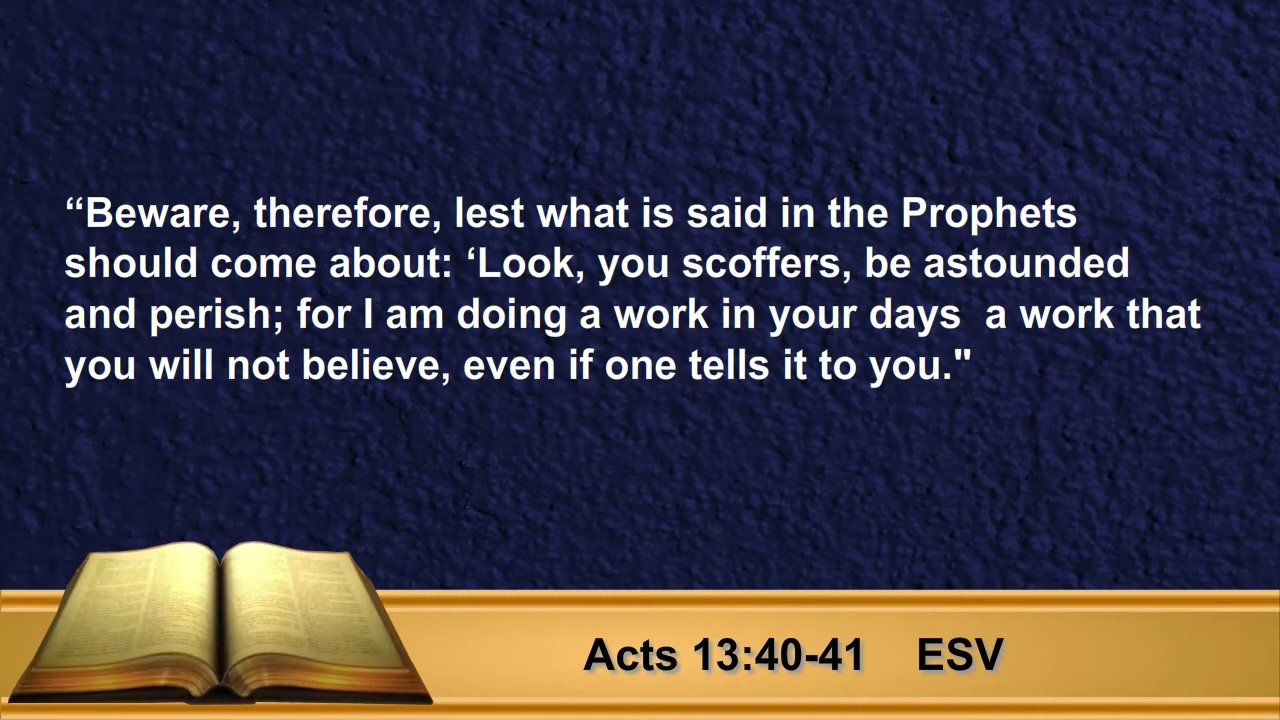 “Beware, therefore, lest what is said in the Prophets
should come about: ‘Look, you scoffers, be astounded
and perish; for I am doing a work in your days  a work that
you will not believe, even if one tells it to you."
Acts 13:40-41    ESV